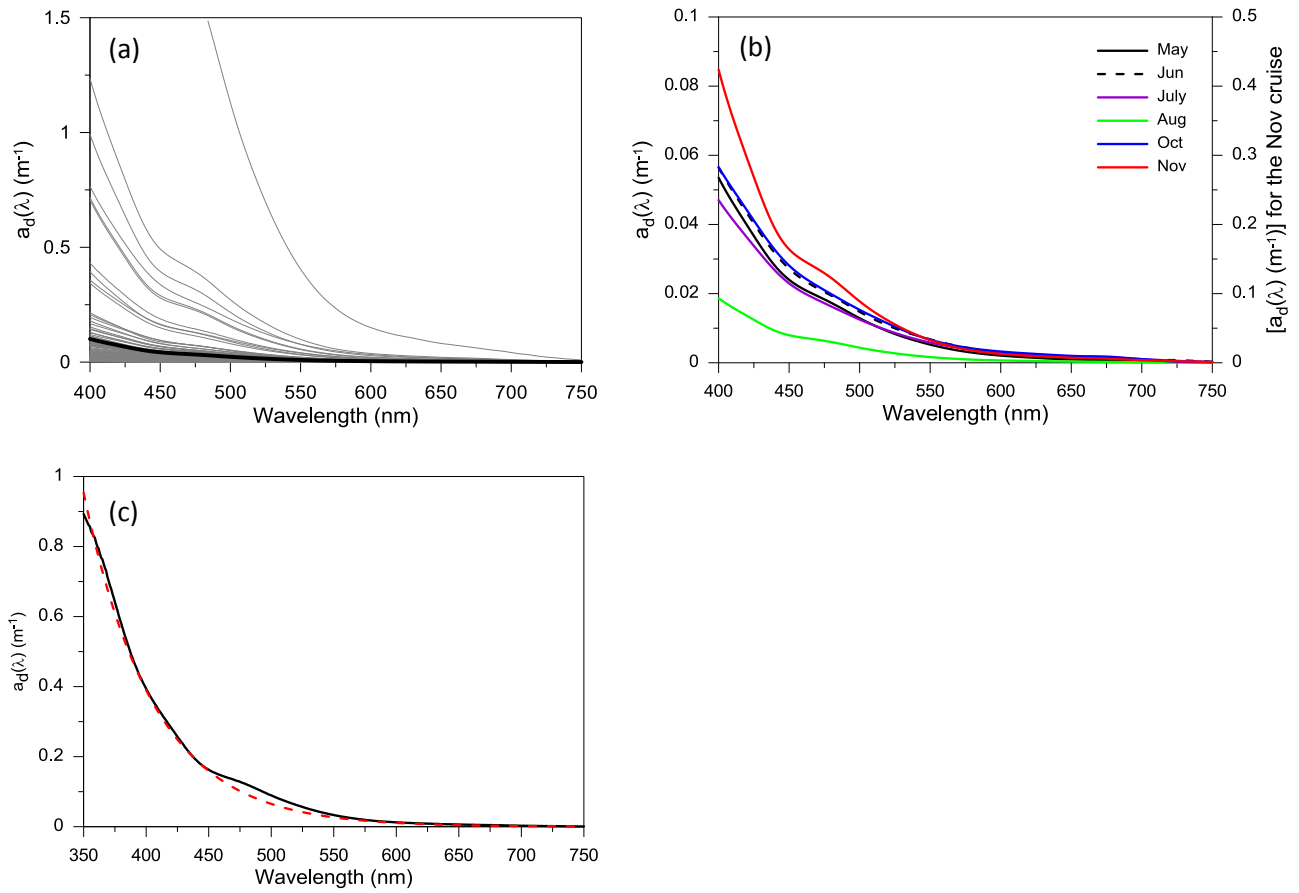 (a)
1.5
1
0.5
0
a_d(λ) (m⁻¹)
400 450 500 550 600 650 700 750
Wavelength (nm)
(b)
0.1
0.08
0.06
0.04
0.02
0
a_d(λ) (m⁻¹)
May
Jun
July
Aug
Oct
Nov
0.5
0.4
0.3
0.2
0.1
0
[a_d(λ) (m⁻¹)] for the Nov cruise
400 450 500 550 600 650 700 750
Wavelength (nm)
(c)
1
0.8
0.6
0.4
0.2
0
a_d(λ) (m⁻¹)
350 400 450 500 550 600 650 700 750
Wavelength (nm)